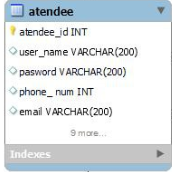 atendee
atendee_id INT
user_name VARCHAR(200)
pasword VARCHAR(200)
phone_ num INT
email VARCHAR(200)
9 more...
Indexes